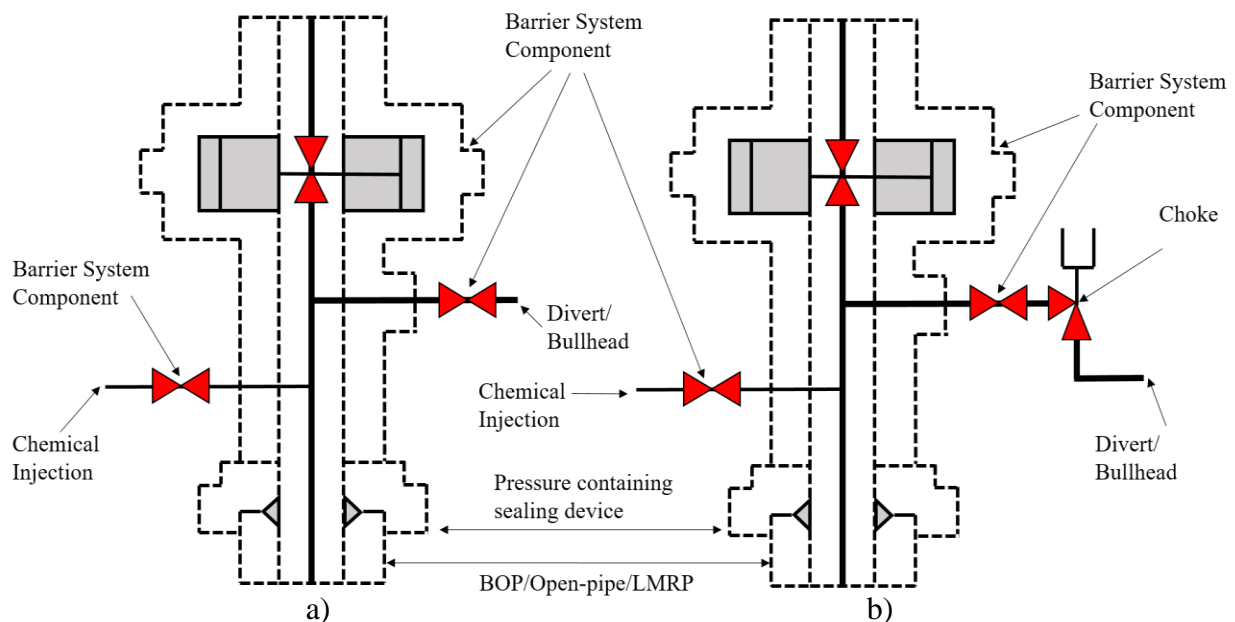 Barrier System
Component
Barrier System
Component
Choke
Barrier System
Component
Divert/
Bullhead
Chemical
Injection
Chemical
Injection
Divert/
Bullhead
Pressure containing
sealing device
BOP/Open-pipe/LMRP
a)
b)